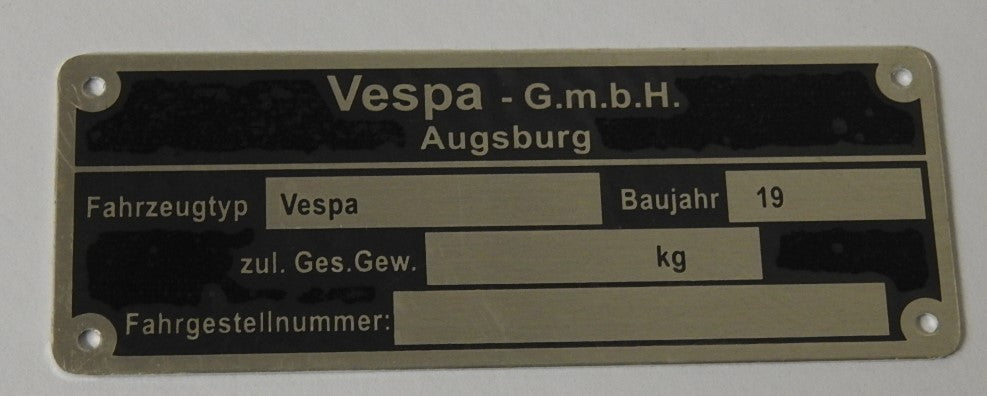 Vespa - G.m.b.H.
Augsburg
Fahrzeugtyp Vespa Baujahr 19
zul. Ges.Gew. kg
Fahrgestellnummer: